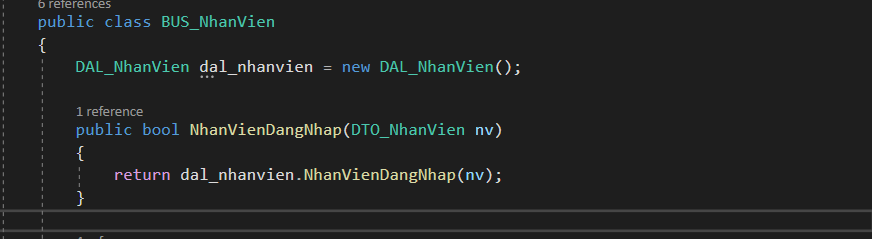 6 references
public class BUS_NhanVien
{
DAL_NhanVien dal_nhanvien = new DAL_NhanVien();
1 reference
public bool NhanVienDangNhap(DTO_NhanVien nv)
{
return dal_nhanvien.NhanVienDangNhap(nv);
}